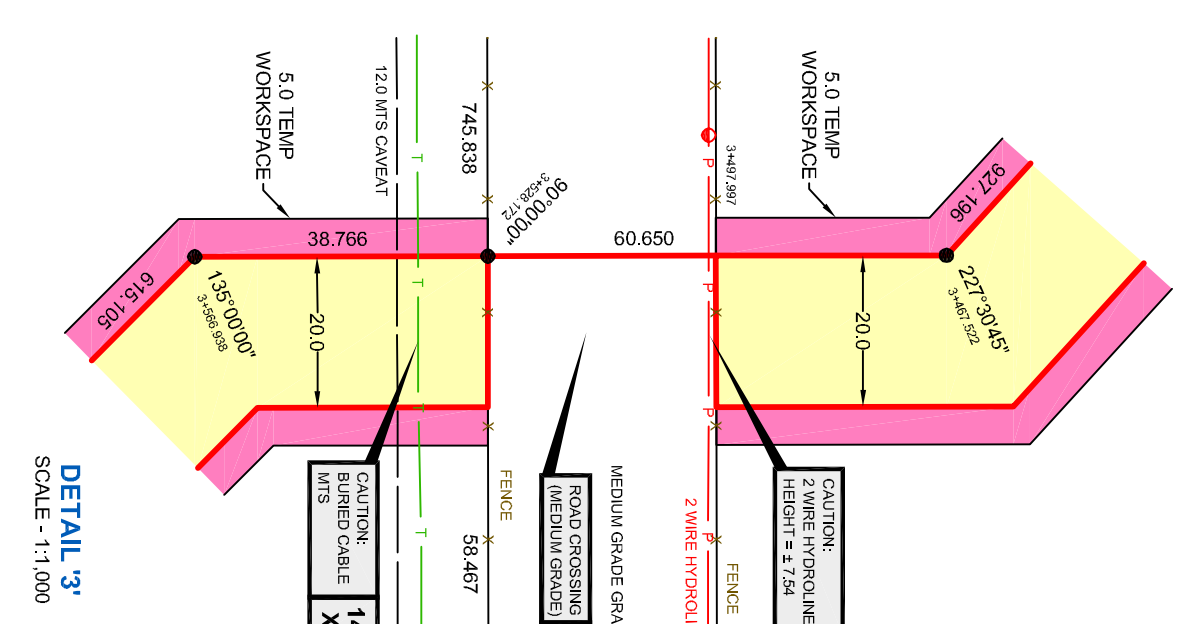 5.0 TEMP
WORKSPACE
12.0 MTS CAVEAT
745.838
90°00'00"
3+528.172
3+497.997
5.0 TEMP
WORKSPACE
927.196
38.766
60.650
615.105
135°00'00"
3+566.938
20.0
20.0
227°30'45"
3+467.522
T
T
T
T
P
P
P
P
FENCE
58.467
MEDIUM GRADE GRA
2 WIRE HYDROLI
FENCE
CAUTION:
BURIED CABLE
MTS
14
X
ROAD CROSSING
(MEDIUM GRADE)
CAUTION:
2 WIRE HYDROLINE
HEIGHT = ± 7.54
DETAIL '3'
SCALE - 1:1,000